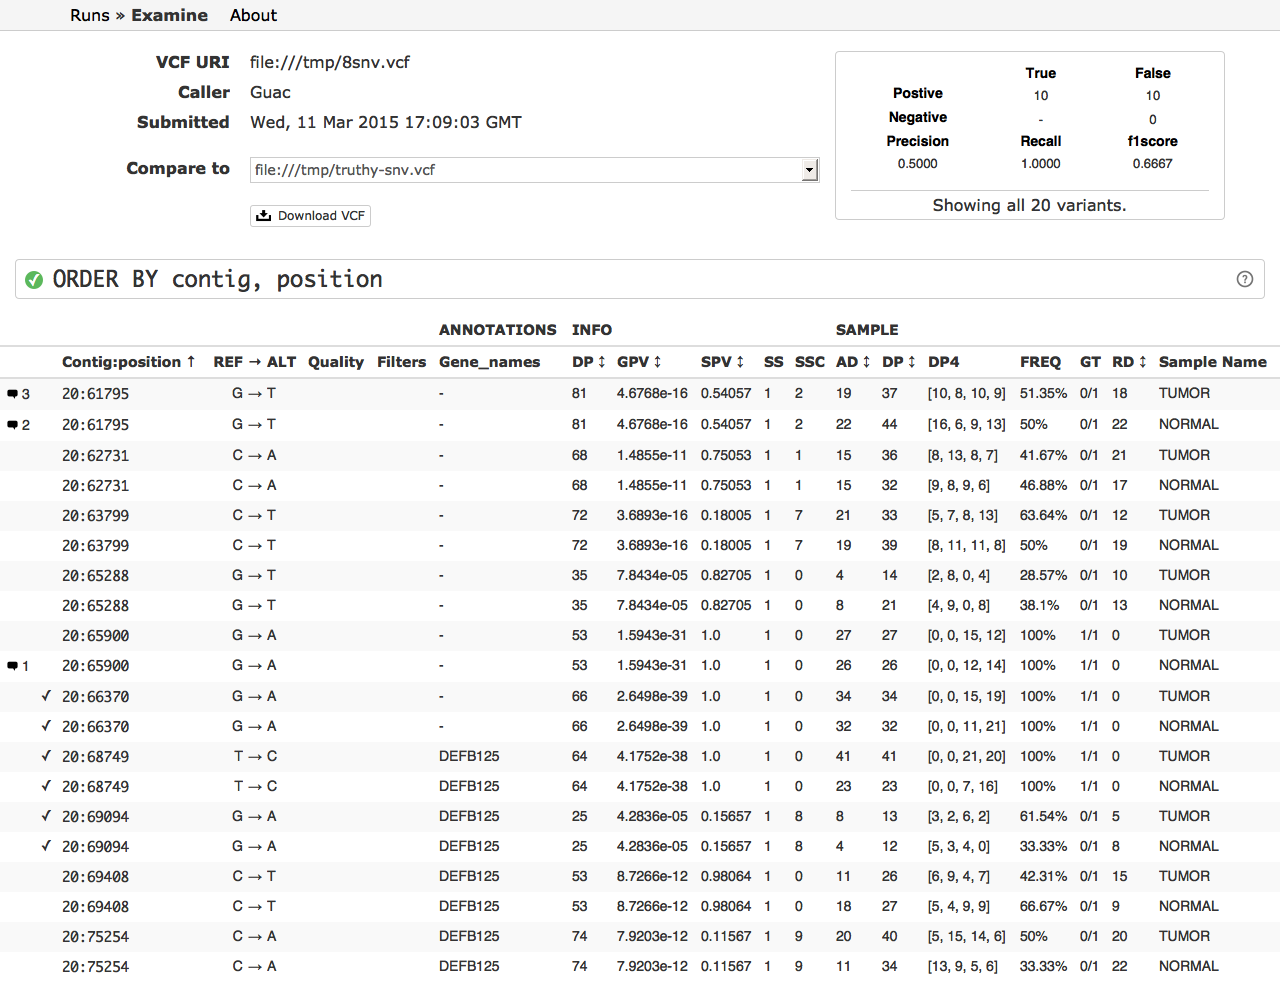 Runs » Examine About
VCF URI file:///tmp/8snv.vcf
Caller Guac
Submitted Wed, 11 Mar 2015 17:09:03 GMT
Compare to file:///tmp/truthy-snv.vcf
Download VCF
True False
Postive 10 10
Negative - 0
Precision Recall f1score
0.5000 1.0000 0.6667
Showing all 20 variants.
ORDER BY contig, position ?
ANNOTATIONS INFO SAMPLE
Contig:position ↑ REF → ALT Quality Filters Gene_names DP ↕ GPV ↕ SPV ↕ SS SSC AD ↕ DP ↕ DP4 FREQ GT RD ↕ Sample Name
3 20:61795 G → T - 81 4.6768e-16 0.54057 1 2 19 37 [10, 8, 10, 9] 51.35% 0/1 18 TUMOR
2 20:61795 G → T - 81 4.6768e-16 0.54057 1 2 22 44 [16, 6, 9, 13] 50% 0/1 22 NORMAL
20:62731 C → A - 68 1.4855e-11 0.75053 1 1 15 36 [8, 13, 8, 7] 41.67% 0/1 21 TUMOR
20:62731 C → A - 68 1.4855e-11 0.75053 1 1 15 32 [9, 8, 9, 6] 46.88% 0/1 17 NORMAL
20:63799 C → T - 72 3.6893e-16 0.18005 1 7 21 33 [5, 7, 8, 13] 63.64% 0/1 12 TUMOR
20:63799 C → T - 72 3.6893e-16 0.18005 1 7 19 39 [8, 11, 11, 8] 50% 0/1 19 NORMAL
20:65288 G → T - 35 7.8434e-05 0.82705 1 0 4 14 [2, 8, 0, 4] 28.57% 0/1 10 TUMOR
20:65288 G → T - 35 7.8434e-05 0.82705 1 0 8 21 [4, 9, 0, 8] 38.1% 0/1 13 NORMAL
20:65900 G → A - 53 1.5943e-31 1.0 1 0 27 27 [0, 0, 15, 12] 100% 1/1 0 TUMOR
1 20:65900 G → A - 53 1.5943e-31 1.0 1 0 26 26 [0, 0, 12, 14] 100% 1/1 0 NORMAL
✓ 20:66370 G → A - 66 2.6498e-39 1.0 1 0 34 34 [0, 0, 15, 19] 100% 1/1 0 TUMOR
✓ 20:66370 G → A - 66 2.6498e-39 1.0 1 0 32 32 [0, 0, 11, 21] 100% 1/1 0 NORMAL
✓ 20:68749 T → C DEFB125 64 4.1752e-38 1.0 1 0 41 41 [0, 0, 21, 20] 100% 1/1 0 TUMOR
✓ 20:68749 T → C DEFB125 64 4.1752e-38 1.0 1 0 23 23 [0, 0, 7, 16] 100% 1/1 0 NORMAL
✓ 20:69094 G → A DEFB125 25 4.2836e-05 0.15657 1 8 8 13 [3, 2, 6, 2] 61.54% 0/1 5 TUMOR
✓ 20:69094 G → A DEFB125 25 4.2836e-05 0.15657 1 8 4 12 [5, 3, 4, 0] 33.33% 0/1 8 NORMAL
20:69408 C → T DEFB125 53 8.7266e-12 0.98064 1 0 11 26 [6, 9, 4, 7] 42.31% 0/1 15 TUMOR
20:69408 C → T DEFB125 53 8.7266e-12 0.98064 1 0 18 27 [5, 4, 9, 9] 66.67% 0/1 9 NORMAL
20:75254 C → A DEFB125 74 7.9203e-12 0.11567 1 9 20 40 [5, 15, 14, 6] 50% 0/1 20 TUMOR
20:75254 C → A DEFB125 74 7.9203e-12 0.11567 1 9 11 34 [13, 9, 5, 6] 33.33% 0/1 22 NORMAL